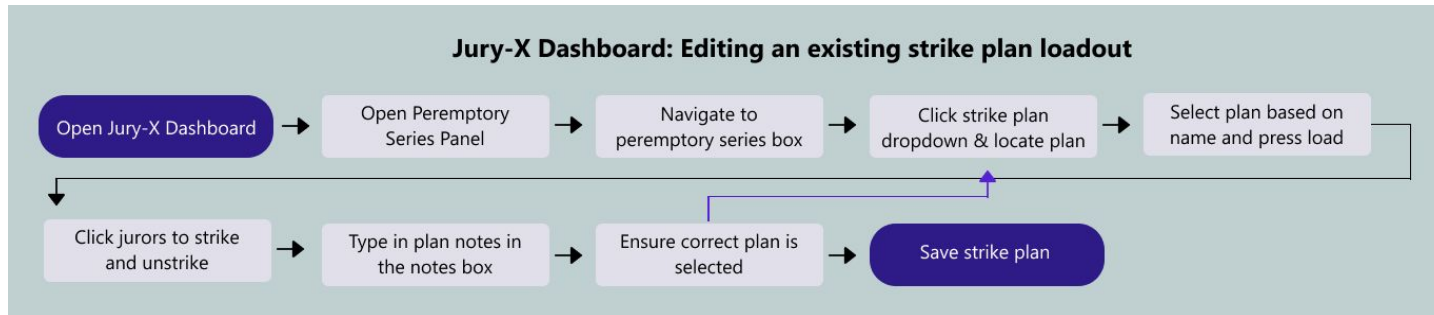 Jury-X Dashboard: Editing an existing strike plan loadout
Open Jury-X Dashboard
Open Peremptory
Series Panel
Navigate to
peremptory series box
Click strike plan
dropdown & locate plan
Select plan based on
name and press load
Click jurors to strike
and unstrike
Type in plan notes in
the notes box
Ensure correct plan is
selected
Save strike plan